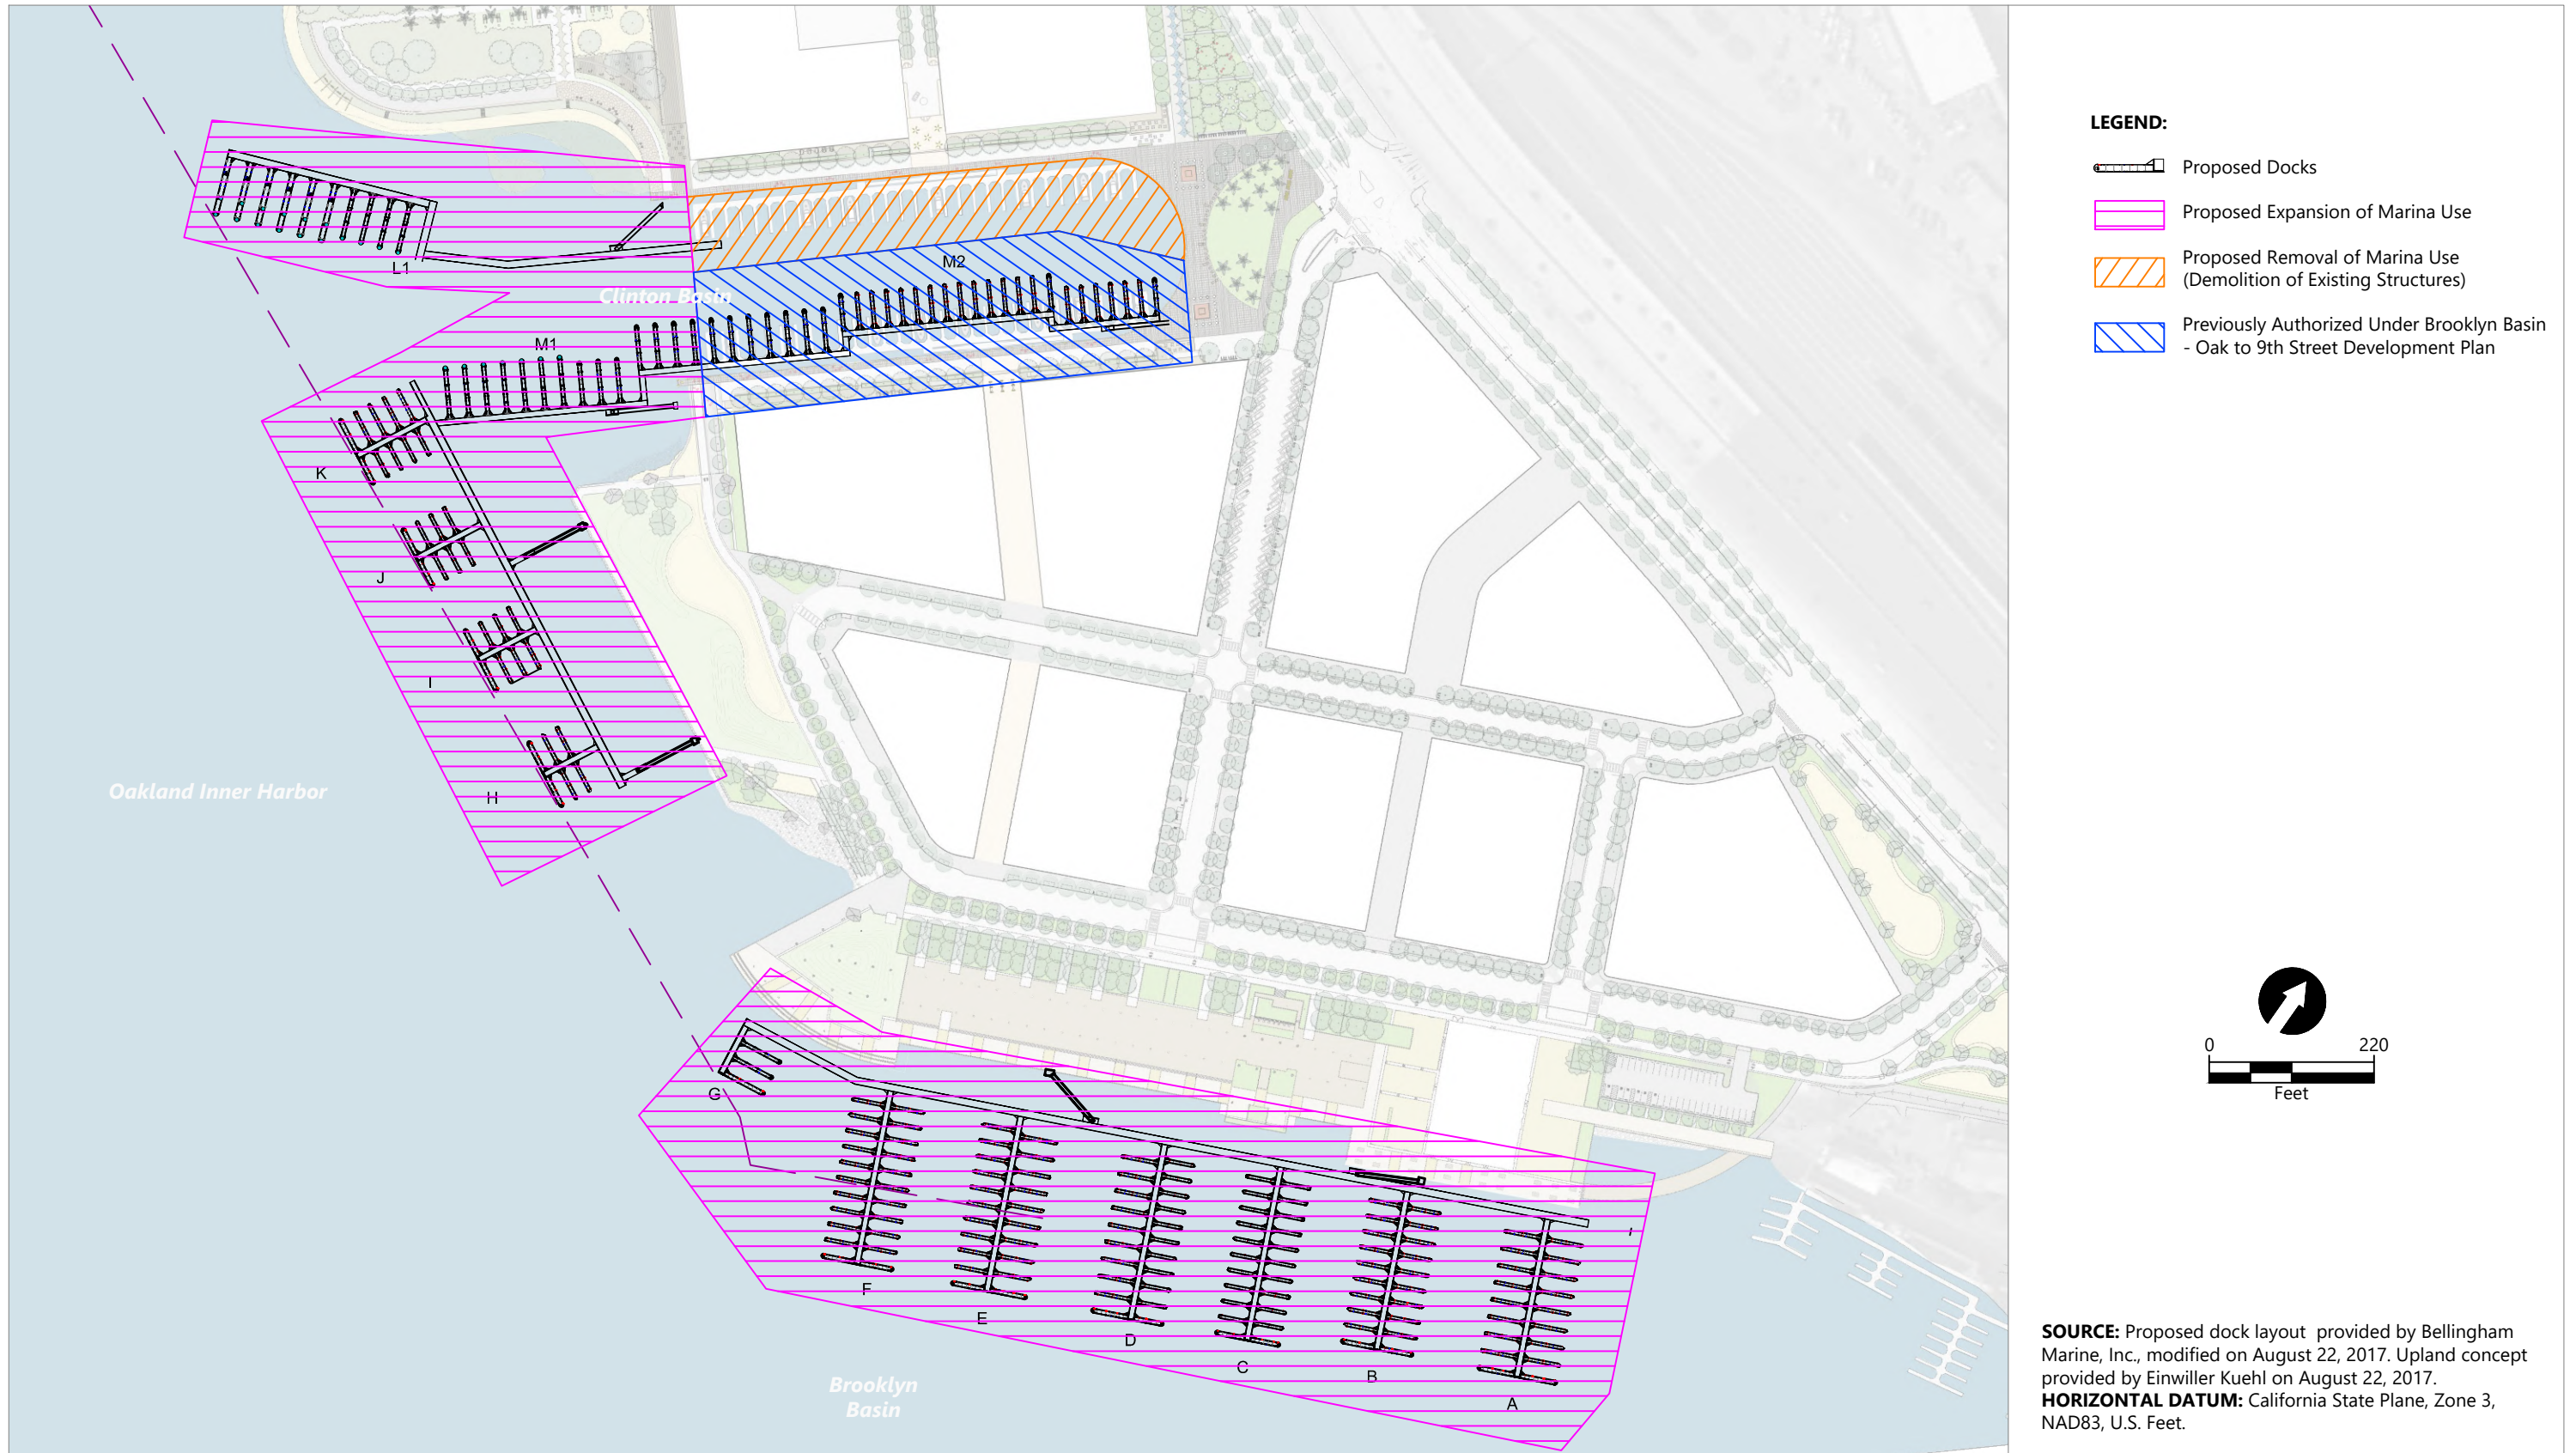 LEGEND:
Proposed Docks
Proposed Expansion of Marina Use
Proposed Removal of Marina Use
(Demolition of Existing Structures)
Previously Authorized Under Brooklyn Basin
- Oak to 9th Street Development Plan
L1
M2
Clinton Basin
M1
K
J
I
H
Oakland Inner Harbor
G
F
E
D
C
B
A
I
Brooklyn
Basin
0 220
Feet
SOURCE: Proposed dock layout provided by Bellingham
Marine, Inc., modified on August 22, 2017. Upland concept
provided by Einwiller Kuehl on August 22, 2017.
HORIZONTAL DATUM: California State Plane, Zone 3,
NAD83, U.S. Feet.